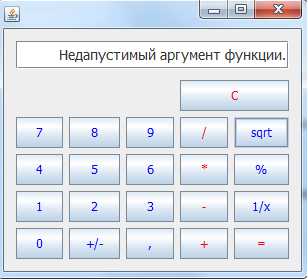 Недапустимый аргумент функции.
C
7 8 9 / sqrt
4 5 6 * %
1 2 3 - 1/x
0 +/- , + =